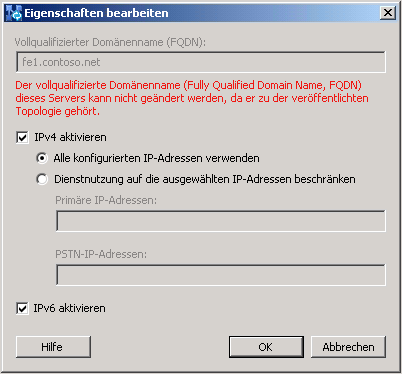 Eigenschaften bearbeiten
Vollqualifizierter Domänenname (FQDN):
fe1.contoso.net
Der vollqualifizierte Domänenname (Fully Qualified Domain Name, FQDN)
dieses Servers kann nicht geändert werden, da er zu der veröffentlichten
Topologie gehört.
IPv4 aktivieren
Alle konfigurierten IP-Adressen verwenden
Dienstnutzung auf die ausgewählten IP-Adressen beschränken
Primäre IP-Adressen:
PSTN-IP-Adressen:
IPv6 aktivieren
Hilfe OK Abbrechen